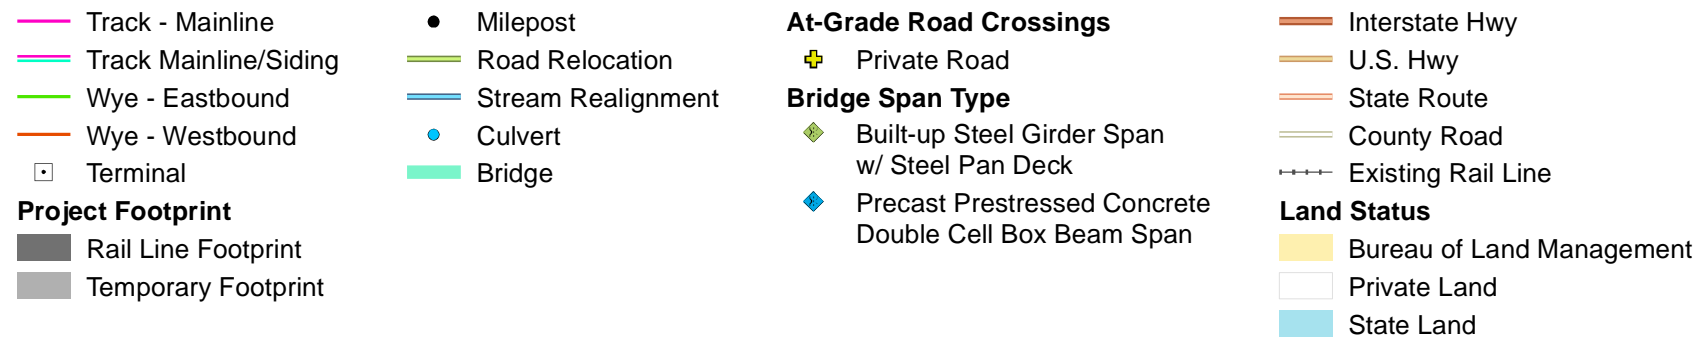 Track - Mainline
Track Mainline/Siding
Wye - Eastbound
Wye - Westbound
Terminal
Project Footprint
Rail Line Footprint
Temporary Footprint
Milepost
Road Relocation
Stream Realignment
Culvert
Bridge
At-Grade Road Crossings
Private Road
Bridge Span Type
Built-up Steel Girder Span
w/ Steel Pan Deck
Precast Prestressed Concrete
Double Cell Box Beam Span
Interstate Hwy
U.S. Hwy
State Route
County Road
Existing Rail Line
Land Status
Bureau of Land Management
Private Land
State Land